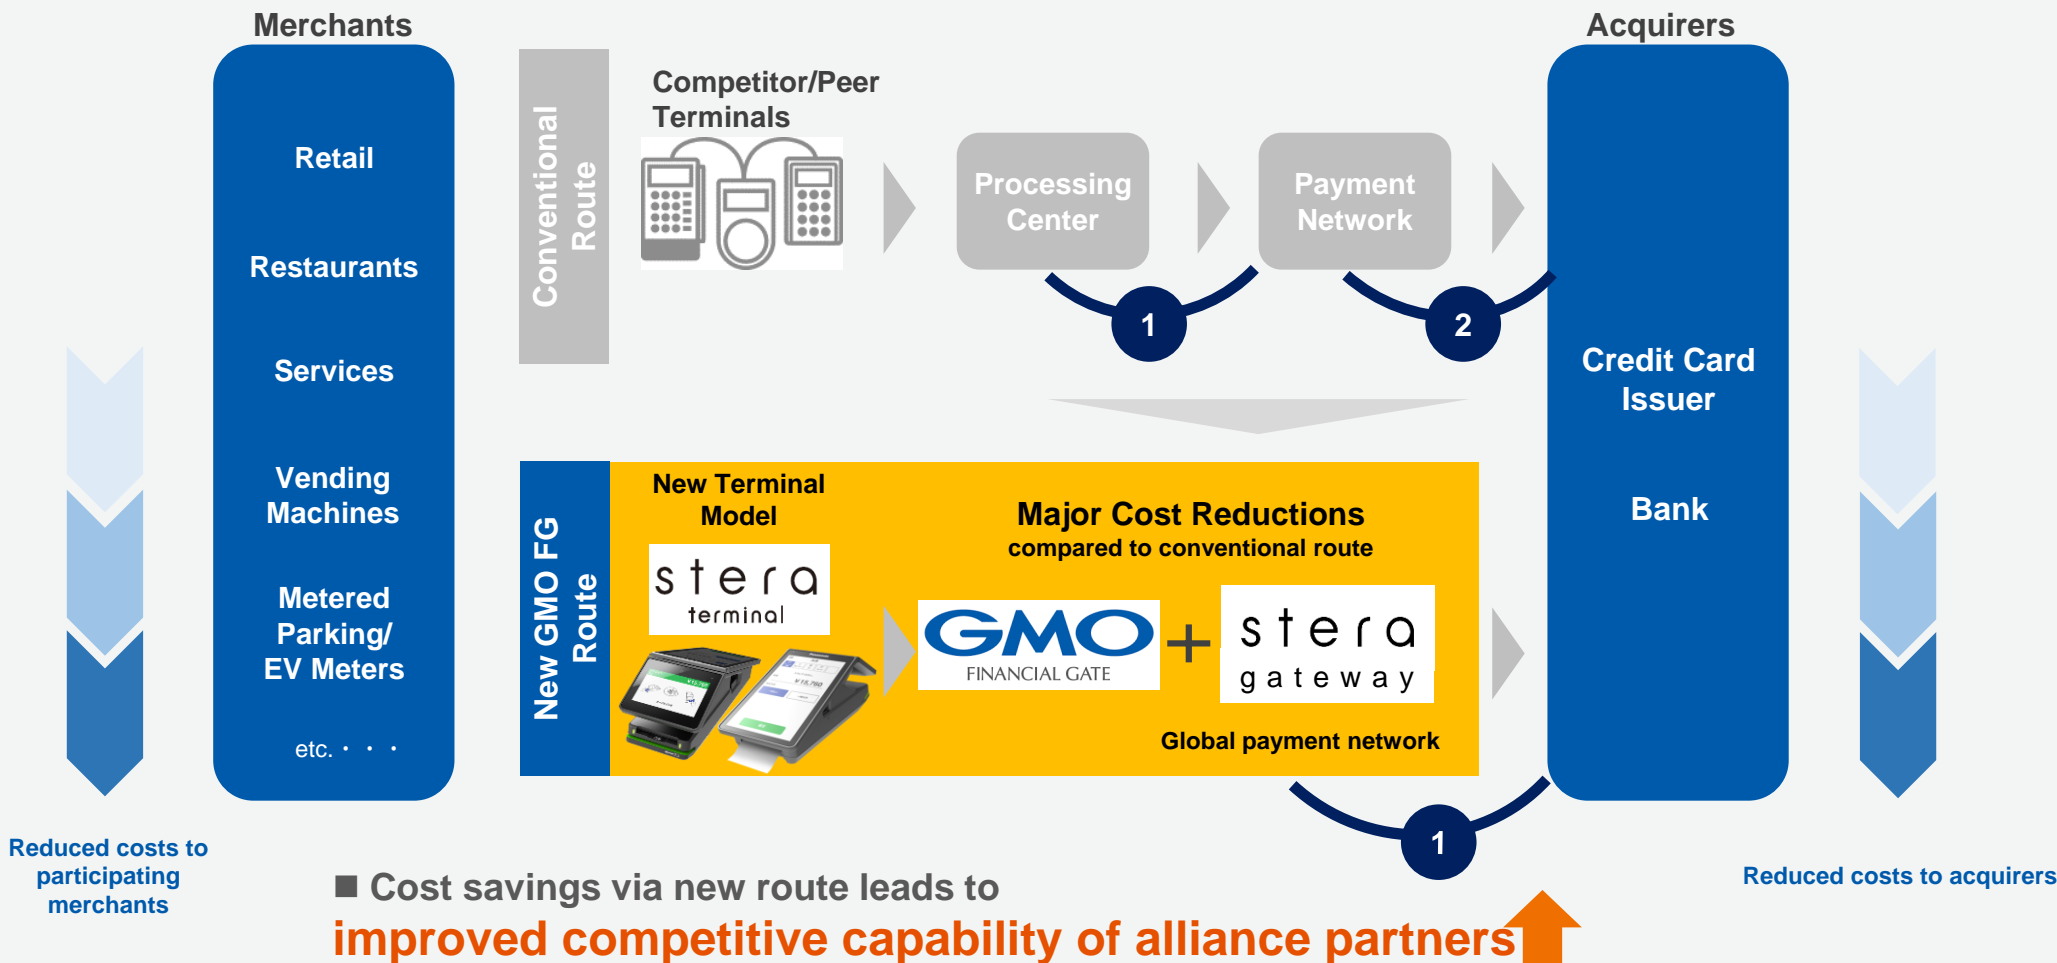 Merchants
Retail
Restaurants
Services
Vending
Machines
Metered
Parking/
EV Meters
etc.・・・
Conventional
Route
Competitor/Peer
Terminals
Processing
Center
Payment
Network
1
2
New GMO FG
Route
New Terminal
Model
stera
terminal
Major Cost Reductions
compared to conventional route
GMO
FINANCIAL GATE
+
stera
gateway
Global payment network
1
Acquirers
Credit Card
Issuer
Bank
Reduced costs to
participating
merchants
Reduced costs to acquirers
■ Cost savings via new route leads to
improved competitive capability of alliance partners